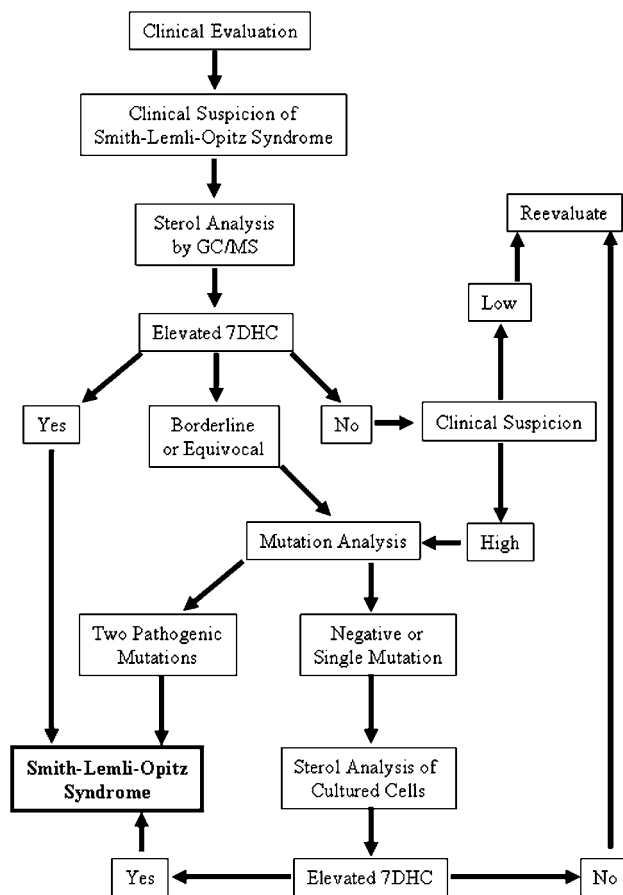 Clinical Evaluation
Clinical Suspicion of
Smith-Lemli-Opitz Syndrome
Sterol Analysis
by GC/MS
Reevaluate
Low
Elevated 7DHC
Yes
Borderline
or Equivocal
No
Clinical Suspicion
Mutation Analysis
High
Two Pathogenic
Mutations
Negative or
Single Mutation
Smith-Lemli-Opitz
Syndrome
Sterol Analysis of
Cultured Cells
Yes
Elevated 7DHC
No